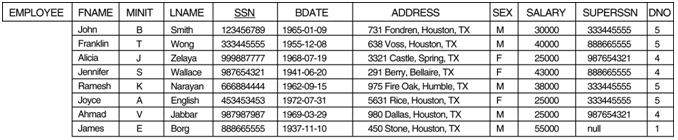 EMPLOYEE FNAME MINIT LNAME SSN BDATE ADDRESS SEX SALARY SUPERSSN DNO
John B Smith 123456789 1965-01-09 731 Fondren, Houston, TX M 30000 333445555 5
Franklin T Wong 333445555 1955-12-08 638 Voss, Houston, TX M 40000 888665555 5
Alicia J Zelaya 999887777 1968-07-19 3321 Castle, Spring, TX F 25000 987654321 4
Jennifer S Wallace 987654321 1941-06-20 291 Berry, Bellaire, TX F 43000 888665555 4
Ramesh K Narayan 666884444 1962-09-15 975 Fire Oak, Humble, TX M 38000 333445555 5
Joyce A English 453453453 1972-07-31 5631 Rice, Houston, TX F 25000 333445555 5
Ahmad V Jabbar 987987987 1969-03-29 980 Dallas, Houston, TX M 25000 987654321 4
James E Borg 888665555 1937-11-10 450 Stone, Houston, TX M 55000 null 1